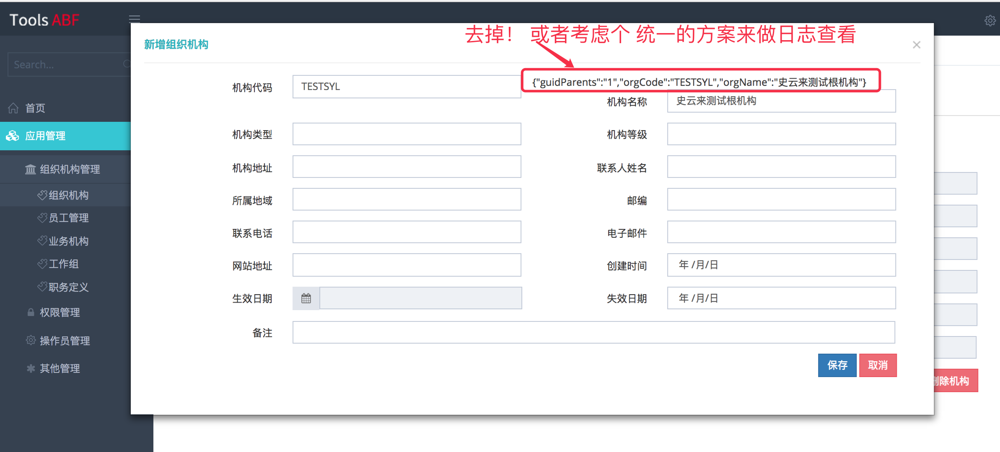 Tools ABF
去掉！ 或者考虑个 统一的方案来做日志查看
新增组织机构
×
Search...
{"guidParents":"1","orgCode":"TESTSYL","orgName":"史云来测试根机构"}
机构代码 TESTSYL
机构名称 史云来测试根机构
首页
应用管理
组织机构管理
组织机构
员工管理
业务机构
工作组
职务定义
权限管理
操作员管理
其他管理
机构类型 机构等级
机构地址 联系人姓名
所属地域 邮编
联系电话 电子邮件
网站地址 创建时间 年 /月/日
生效日期 失效日期 年 /月/日
备注
保存 取消
删除机构